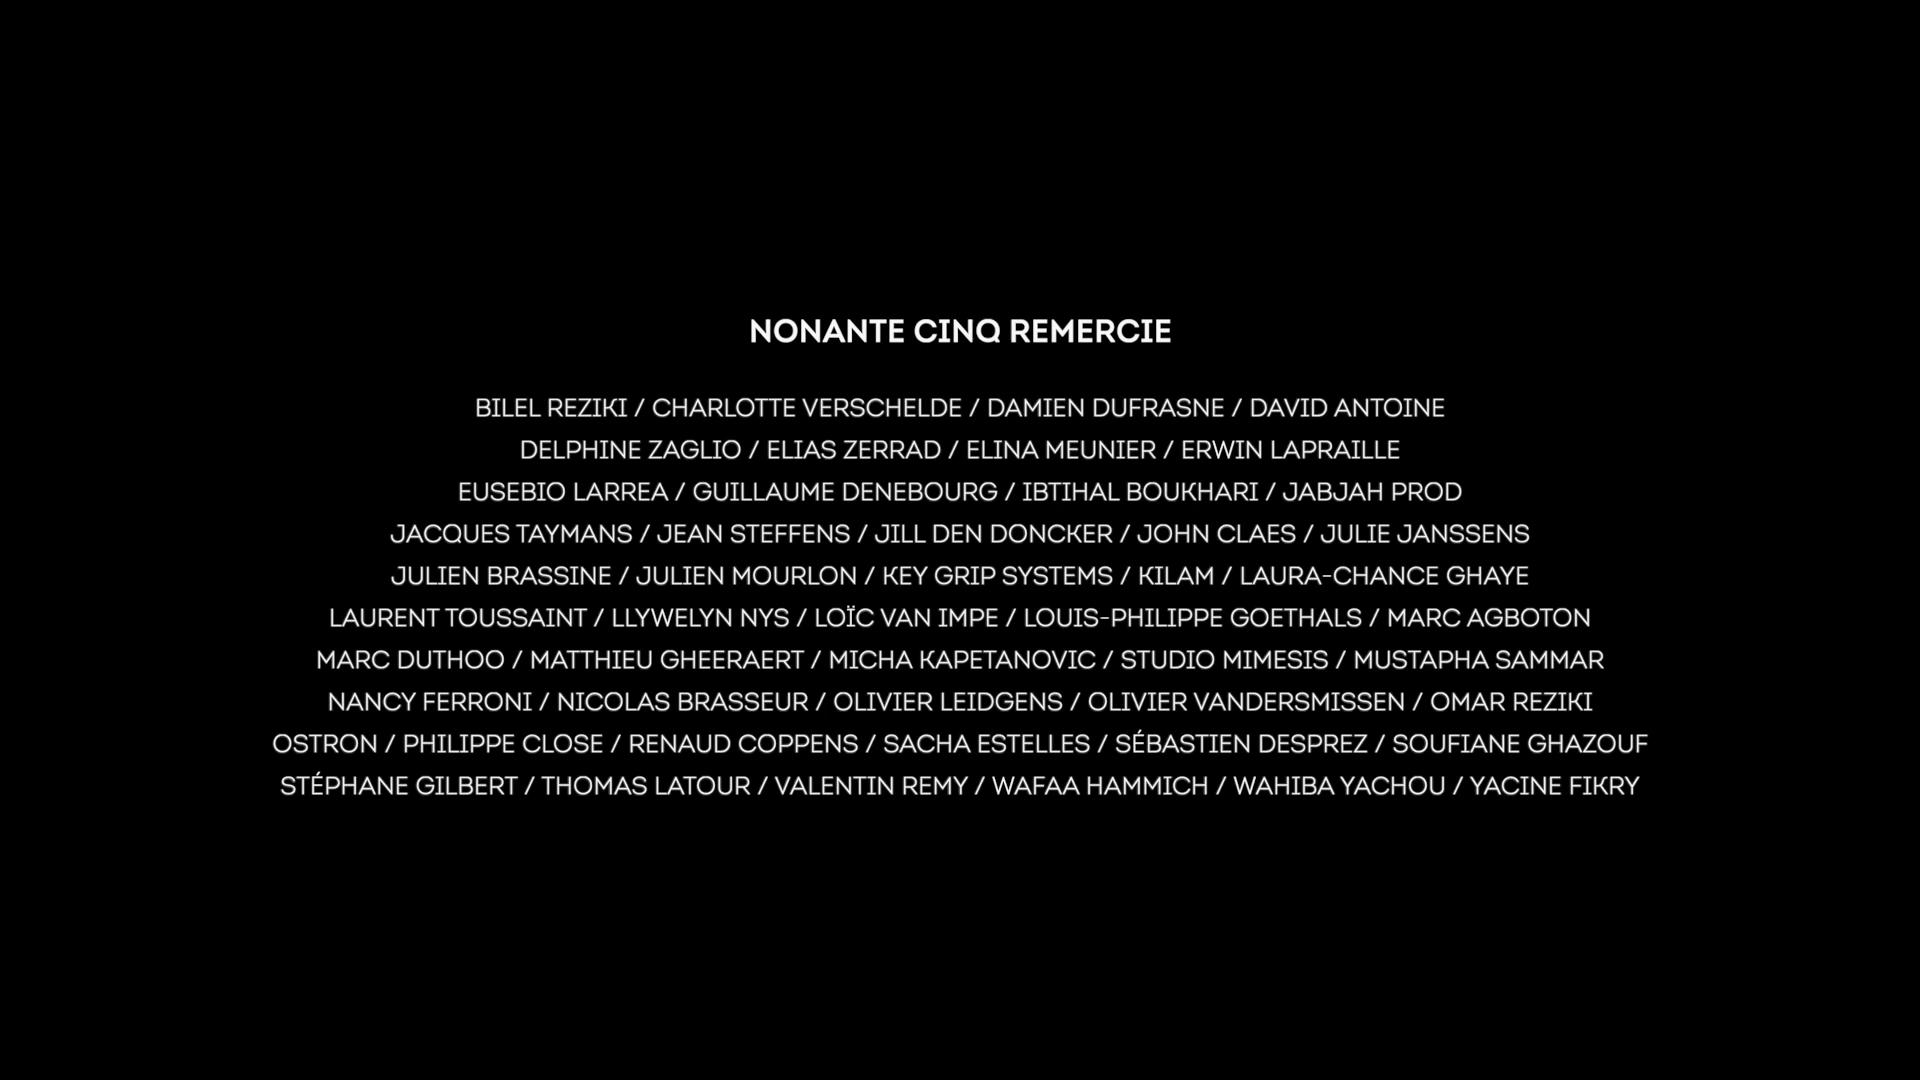 NONANTE CINQ REMERCIE
BILEL REZIKI / CHARLOTTE VERSCHELDE / DAMIEN DUFRASNE / DAVID ANTOINE
DELPHINE ZAGLIO / ELIAS ZERRAD / ELINA MEUNIER / ERWIN LAPRAILLE
EUSEBIO LARREA / GUILLAUME DENEBOURG / IBTIHAL BOUKHARI / JABJAH PROD
JACQUES TAYMANS / JEAN STEFFENS / JILL DEN DONCKER / JOHN CLAES / JULIE JANSSENS
JULIEN BRASSINE / JULIEN MOURLON / KEY GRIP SYSTEMS / KILAM / LAURA-CHANCE GHAYE
LAURENT TOUSSAINT / LLYWELYN NYS / LOÏC VAN IMPE / LOUIS-PHILIPPE GOETHALS / MARC AGBOTON
MARC DUTHOO / MATTHIEU GHEERAERT / MICHA KAPETANOVIC / STUDIO MIMESIS / MUSTAPHA SAMMAR
NANCY FERRONI / NICOLAS BRASSEUR / OLIVIER LEIDGENS / OLIVIER VANDERSMISSEN / OMAR REZIKI
OSTRON / PHILIPPE CLOSE / RENAUD COPPENS / SACHA ESTELLES / SÉBASTIEN DESPREZ / SOUFIANE GHAZOUF
STÉPHANE GILBERT / THOMAS LATOUR / VALENTIN REMY / WAFAA HAMMICH / WAHIBA YACHOU / YACINE FIKRY